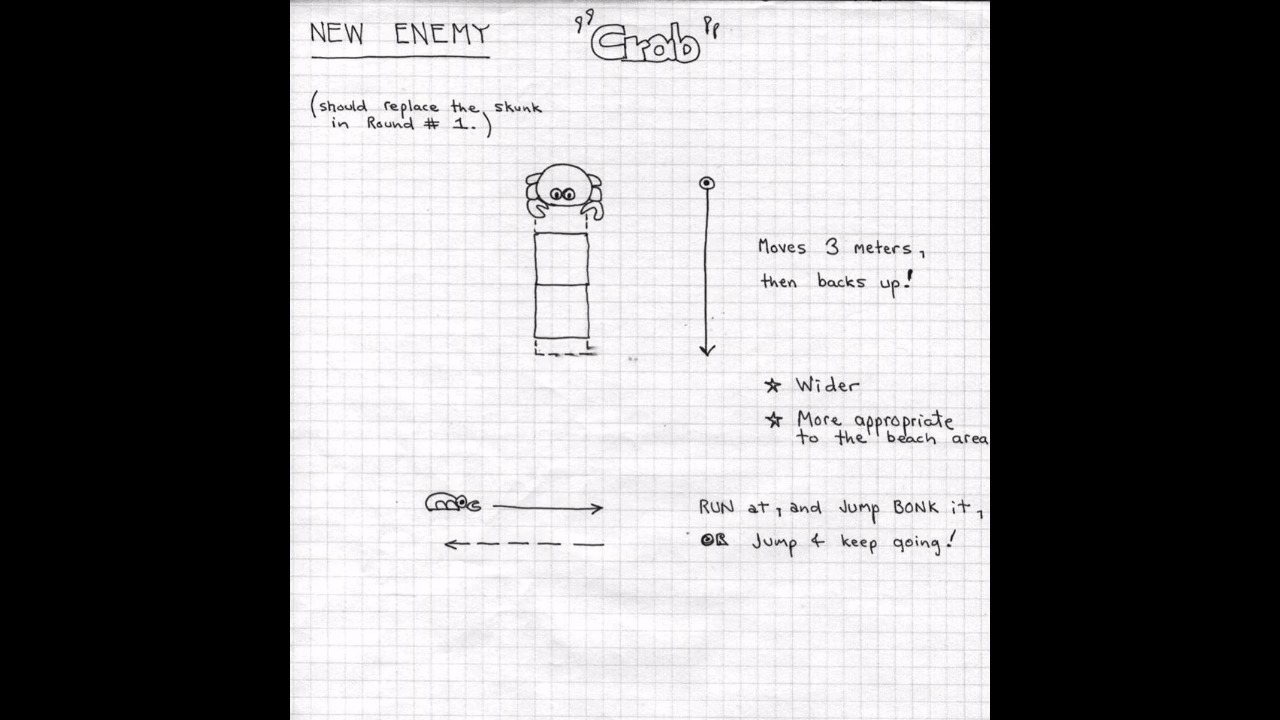 NEW ENEMY
"Crab"
(should replace the skunk
in Round # 1.)
Moves 3 meters,
then backs up!
☆ Wider
☆ More appropriate
to the beach area
RUN at, and Jump BONK it,
OR Jump & keep going!